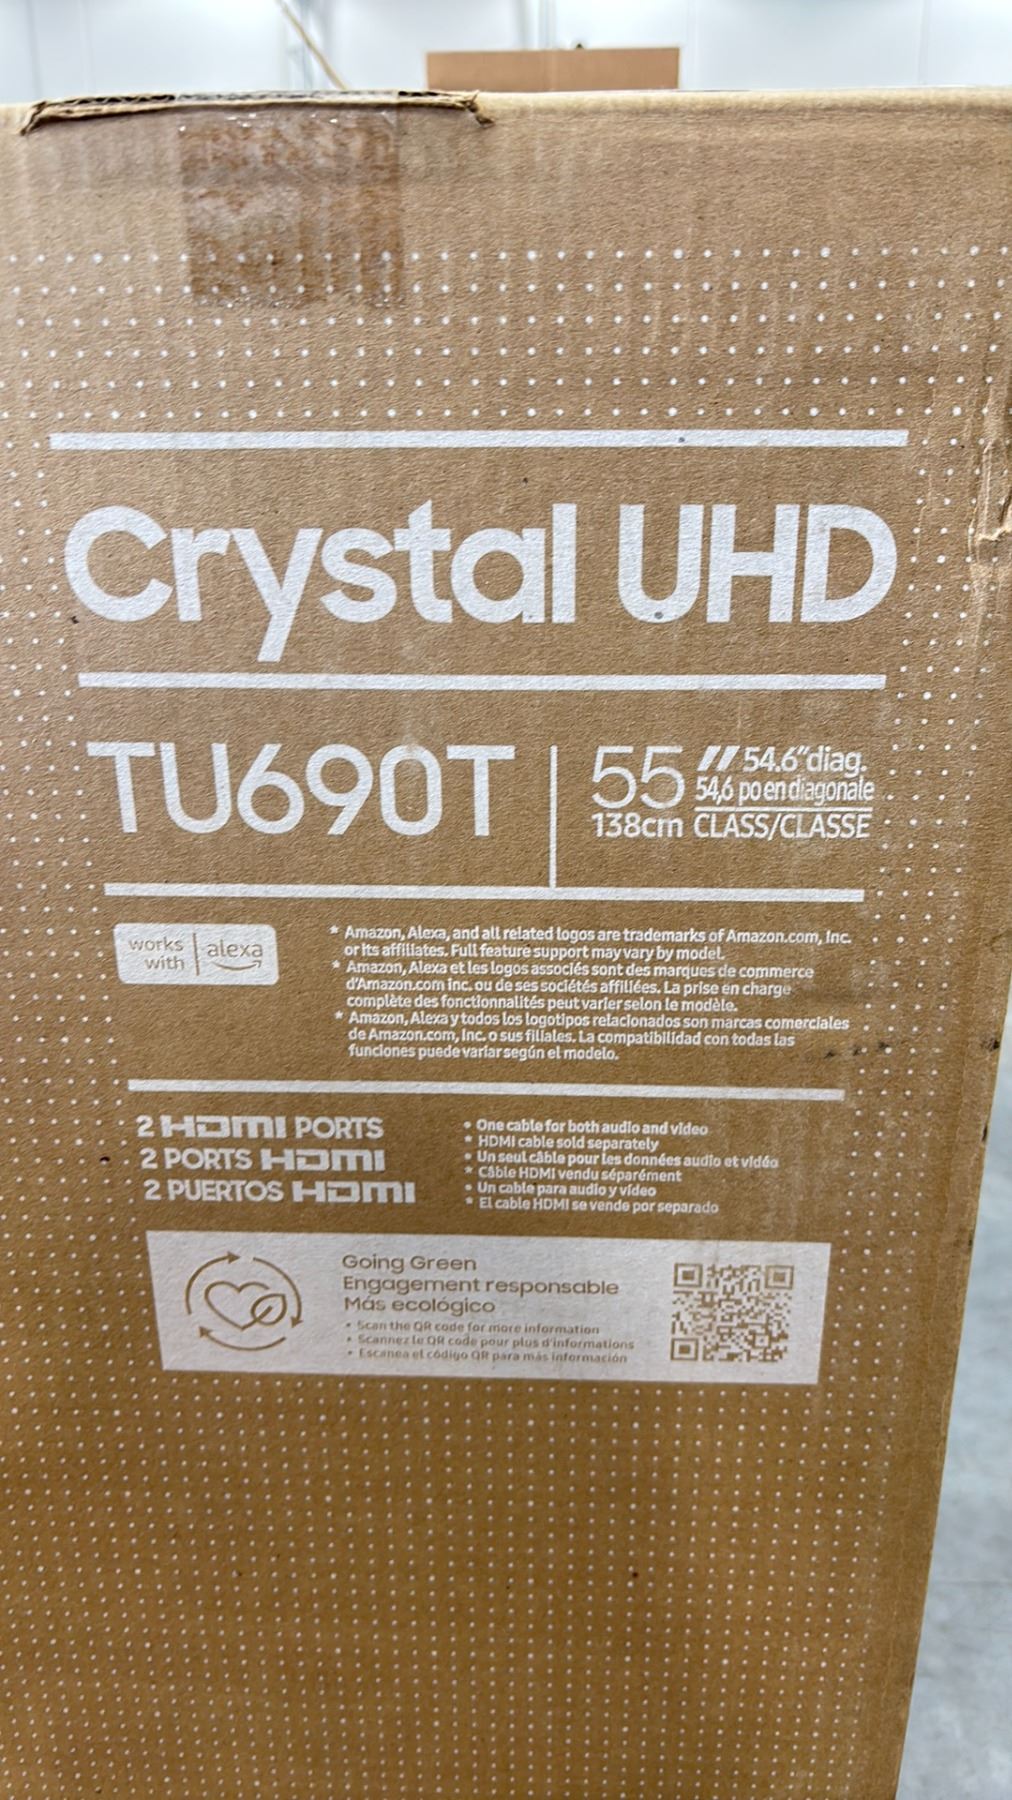 Crystal UHD
TU690T
55" 54.6"diag.
54,6 po en diagonale
138cm CLASS/CLASSE
works with | alexa
* Amazon, Alexa, and all related logos are trademarks of Amazon.com, Inc.
or its affiliates. Full feature support may vary by model.
* Amazon, Alexa et les logos associés sont des marques de commerce
d'Amazon.com inc. ou de ses sociétés affiliées. La prise en charge
complète des fonctionnalités peut varier selon le modèle.
* Amazon, Alexa y todos los logotipos relacionados son marcas comerciales
de Amazon.com, Inc. o sus filiales. La compatibilidad con todas las
funciones puede variar según el modelo.
2 HDMI PORTS
2 PORTS HDMI
2 PUERTOS HDMI
• One cable for both audio and video
* HDMI cable sold separately
• Un seul câble pour les données audio et vidéo
* Câble HDMI vendu séparément
• Un cable para audio y video
* El cable HDMI se vende por separado
Going Green
Engagement responsable
Más ecológico
• Scan the QR code for more information
• Scannez le QR code pour plus d'informations
• Escanea el código QR para más información